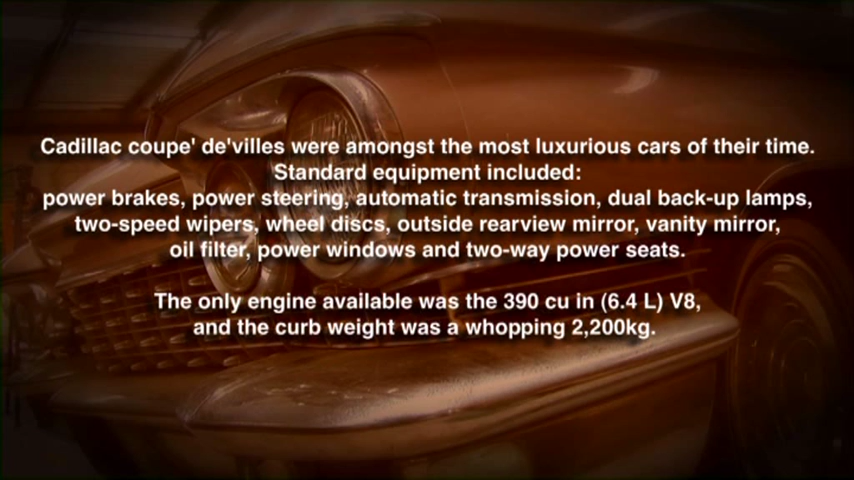 Cadillac coupe' de'villes were amongst the most luxurious cars of their time.
Standard equipment included:
power brakes, power steering, automatic transmission, dual back-up lamps,
two-speed wipers, wheel discs, outside rearview mirror, vanity mirror,
oil filter, power windows and two-way power seats.
The only engine available was the 390 cu in (6.4 L) V8,
and the curb weight was a whopping 2,200kg.